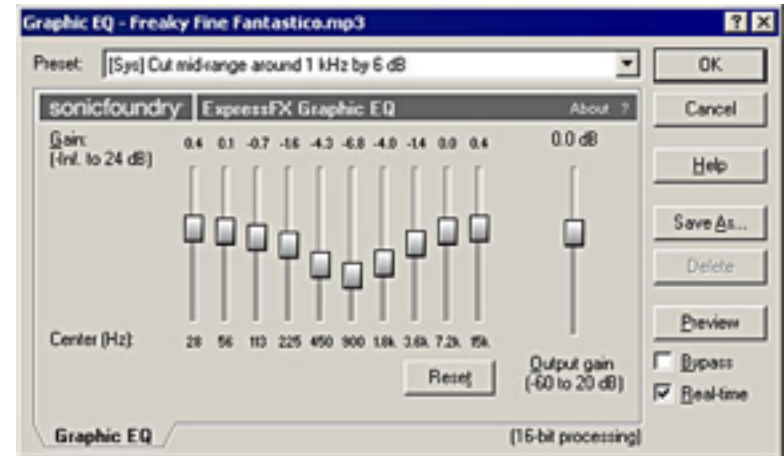 Graphic EQ - Freaky Fine Fantastico.mp3
Preset: [Sys] Cut mid-range around 1 kHz by 6 dB
OK
sonicfoundry ExpressFX Graphic EQ About ?
Cancel
Gain: 0.4 0.1 -0.7 -1.6 -4.3 -6.8 -4.0 -1.4 0.0 0.4 0.0 dB
(-Inf. to 24 dB)
Help
Save As...
Delete
Preview
Center (Hz): 28 56 113 225 450 900 1.8k 3.6k 7.2k 15k
Reset
Output gain
(-60 to 20 dB)
Bypass
Real-time
Graphic EQ
(16-bit processing)